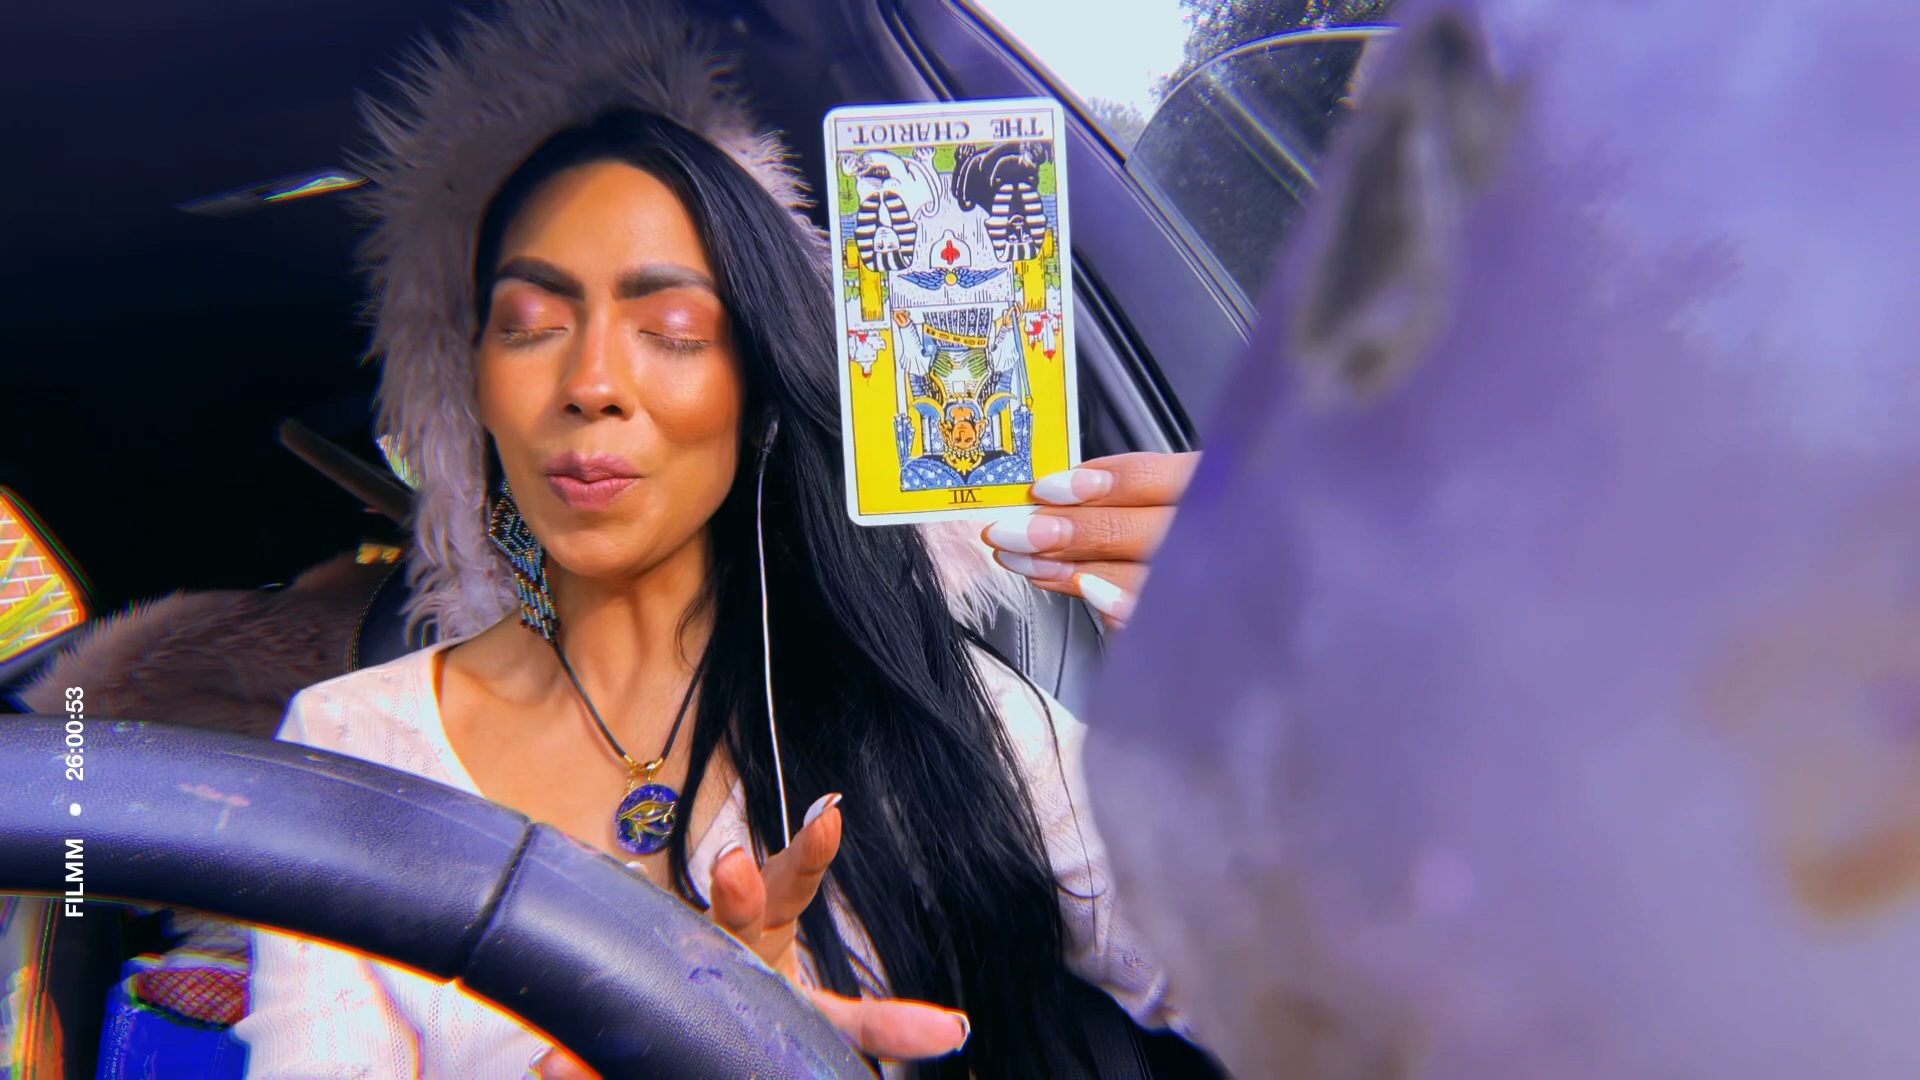 THE CHARIOT.
VII
FILMM • 26:00:53